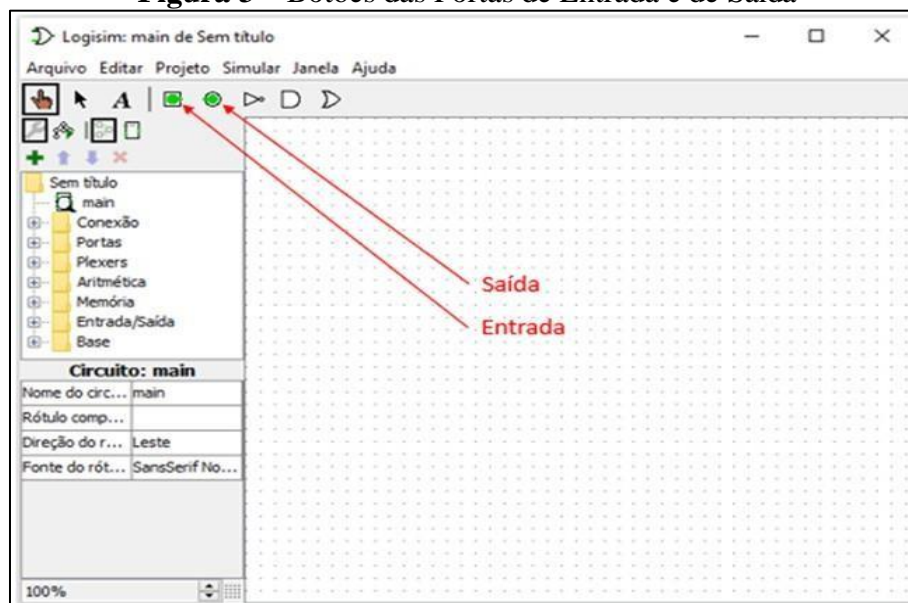 Figura 3 – Botões das Portas de Entrada e de Saída
Logisim: main de Sem título
Arquivo Editar Projeto Simular Janela Ajuda
A
Sem título
main
Conexão
Portas
Plexers
Aritmética
Memória
Entrada/Saída
Base
Circuito: main
Nome do circ... main
Rótulo comp...
Direção do r... Leste
Fonte do rót... SansSerif No...
100%
Saída
Entrada